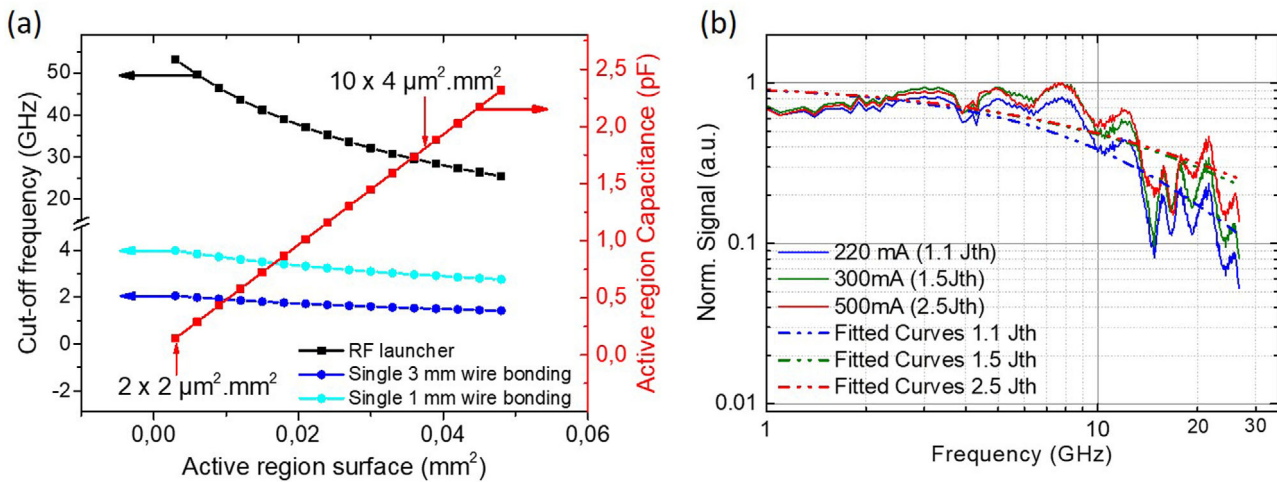 (a)
Cut-off frequency (GHz)
50
40
30
20
4
2
0
-2
10 x 4 µm².mm²
2 x 2 µm².mm²
RF launcher
Single 3 mm wire bonding
Single 1 mm wire bonding
2,5
2,0
1,5
1,0
0,5
0,0
Active region Capacitance (pF)
0,00
0,02
0,04
0,06
Active region surface (mm²)
(b)
Norm. Signal (a.u.)
1
0.1
0.01
220 mA (1.1 Jth)
300mA (1.5Jth)
500mA (2.5Jth)
Fitted Curves 1.1 Jth
Fitted Curves 1.5 Jth
Fitted Curves 2.5 Jth
1
10
20
30
Frequency (GHz)